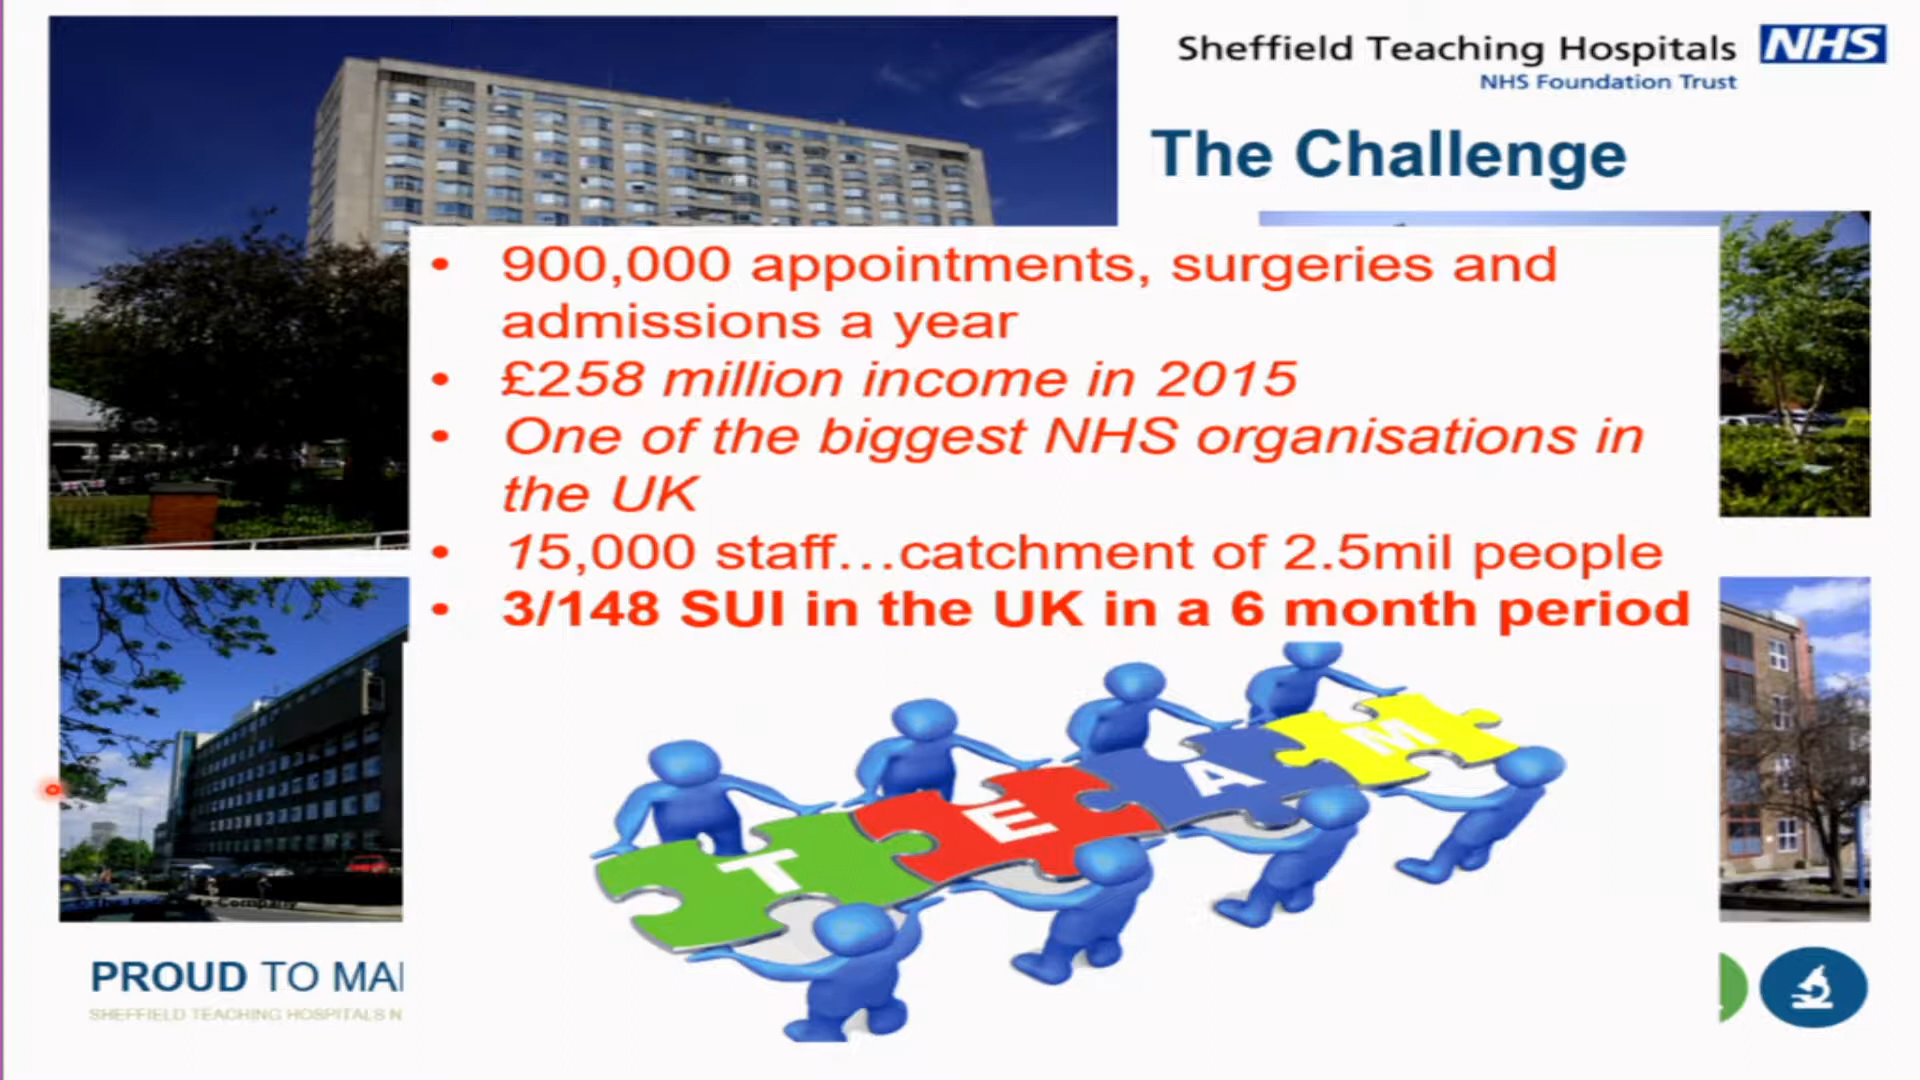 Sheffield Teaching Hospitals NHS
NHS Foundation Trust
The Challenge
• 900,000 appointments, surgeries and
admissions a year
• £258 million income in 2015
• One of the biggest NHS organisations in
the UK
• 15,000 staff…catchment of 2.5mil people
• 3/148 SUI in the UK in a 6 month period
T E A M
Company
PROUD TO MA
SHEFFIELD TEACHING HOSPITALS N